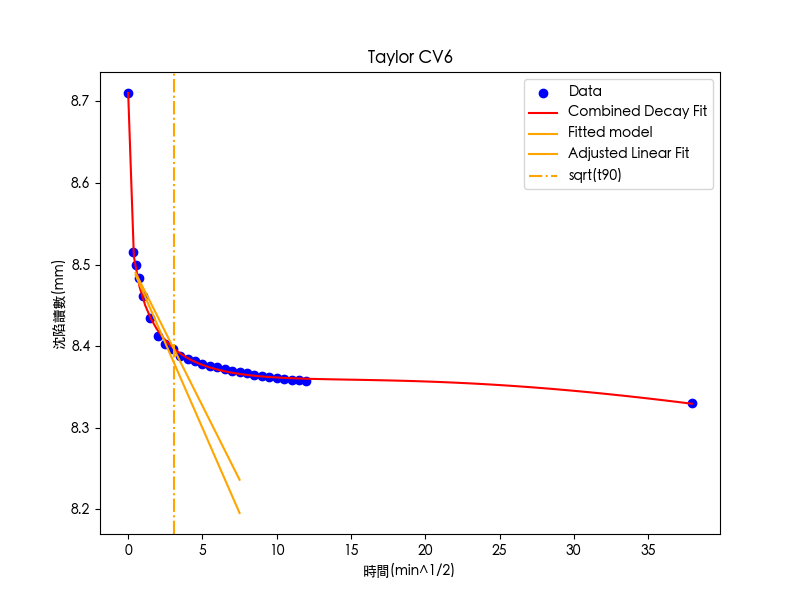 Taylor CV6
Data
Combined Decay Fit
Fitted model
Adjusted Linear Fit
sqrt(t90)
8.7
8.6
8.5
8.4
8.3
8.2
沈陷讀數(mm)
0 5 10 15 20 25 30 35
時間(min^1/2)